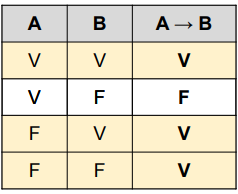 A B A → B
V V V
V F F
F V V
F F V